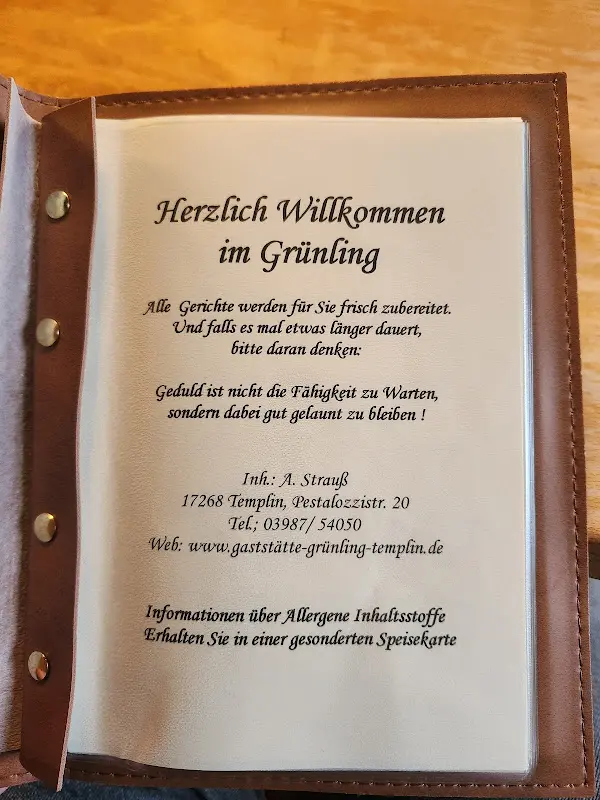 Herzlich Willkommen
im Grünling
Alle Gerichte werden für Sie frisch zubereitet.
Und falls es mal etwas länger dauert,
bitte daran denken:
Geduld ist nicht die Fähigkeit zu Warten,
sondern dabei gut gelaunt zu bleiben !
Inh.: A. Strauß
17268 Templin, Pestalozzistr. 20
Tel.; 03987/ 54050
Web: www.gaststätte-grünling-templin.de
Informationen über Allergene Inhaltsstoffe
Erhalten Sie in einer gesonderten Speisekarte